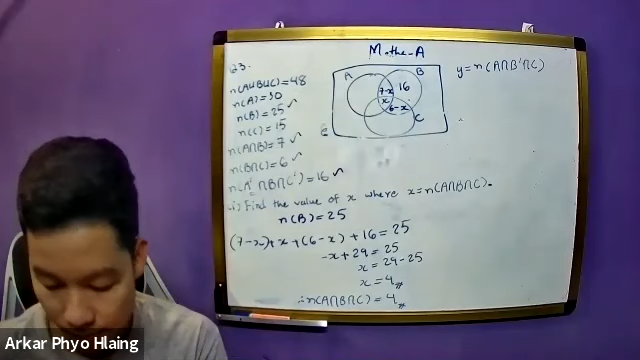 Maths-A
23.
n(A∪B∪C)=48
n(A)=30
n(B)=25 ✓
n(C)=15
n(A∩B)=7 ✓
n(B∩C)=6 ✓
n(A'∩B∩C')=16 ✓
A
B
7-x
16
x
6-x
C
y=n(A∩B'∩C)
i) Find the value of x where x=n(A∩B∩C).
n(B)=25
(7-x)+x+(6-x)+16=25
-x+29=25
x=29-25
x=4
∴n(A∩B∩C)=4
Arkar Phyo Hlaing